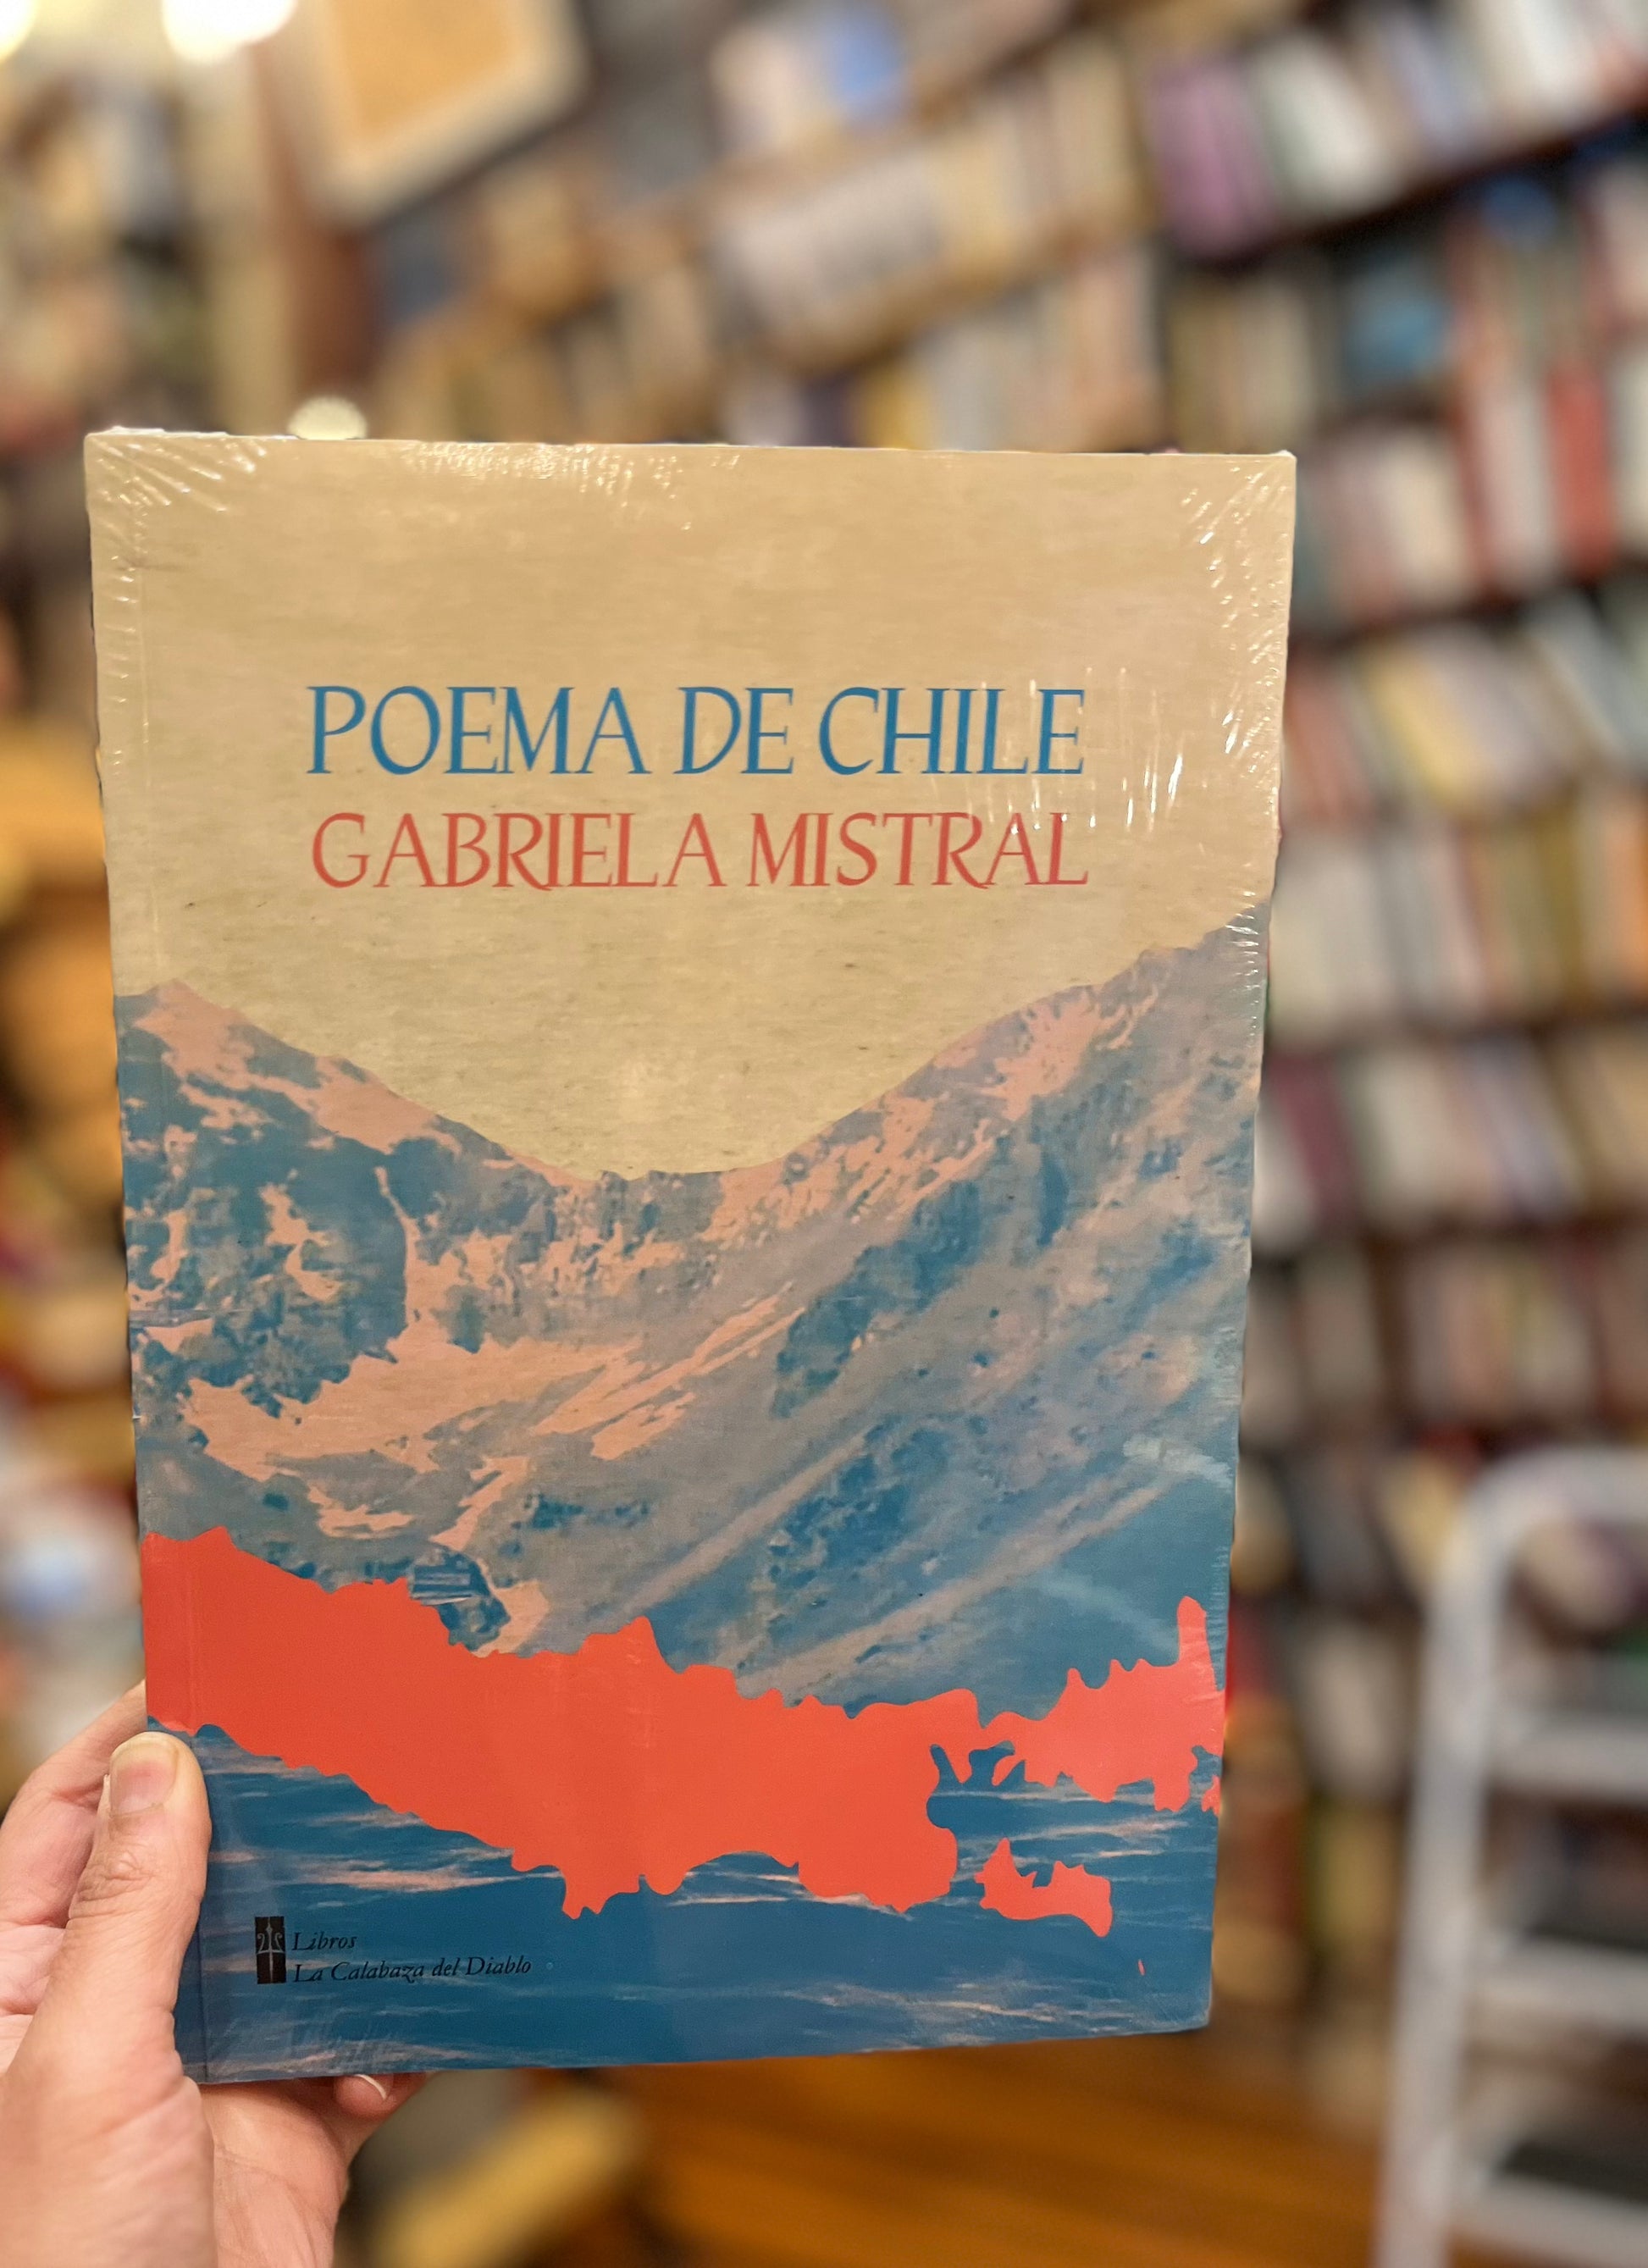 POEMA DE CHILE
GABRIELA MISTRAL
Libros
La Calabaza del Diablo